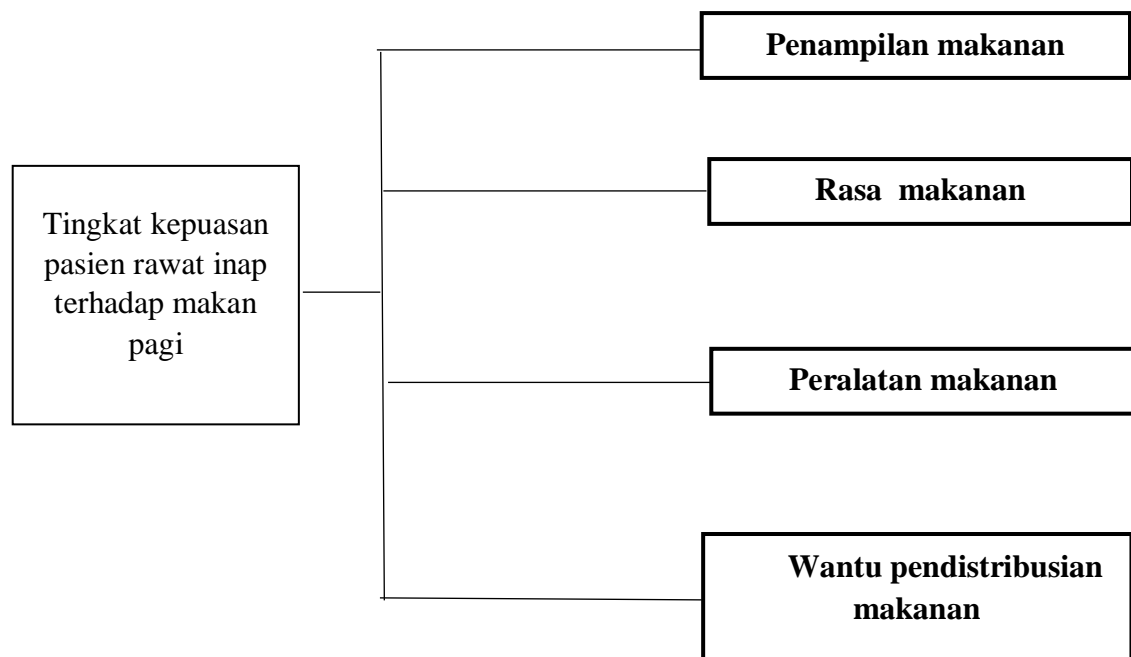 Penampilan makanan
Rasa makanan
Tingkat kepuasan
pasien rawat inap
terhadap makan
pagi
Peralatan makanan
Wantu pendistribusian
makanan